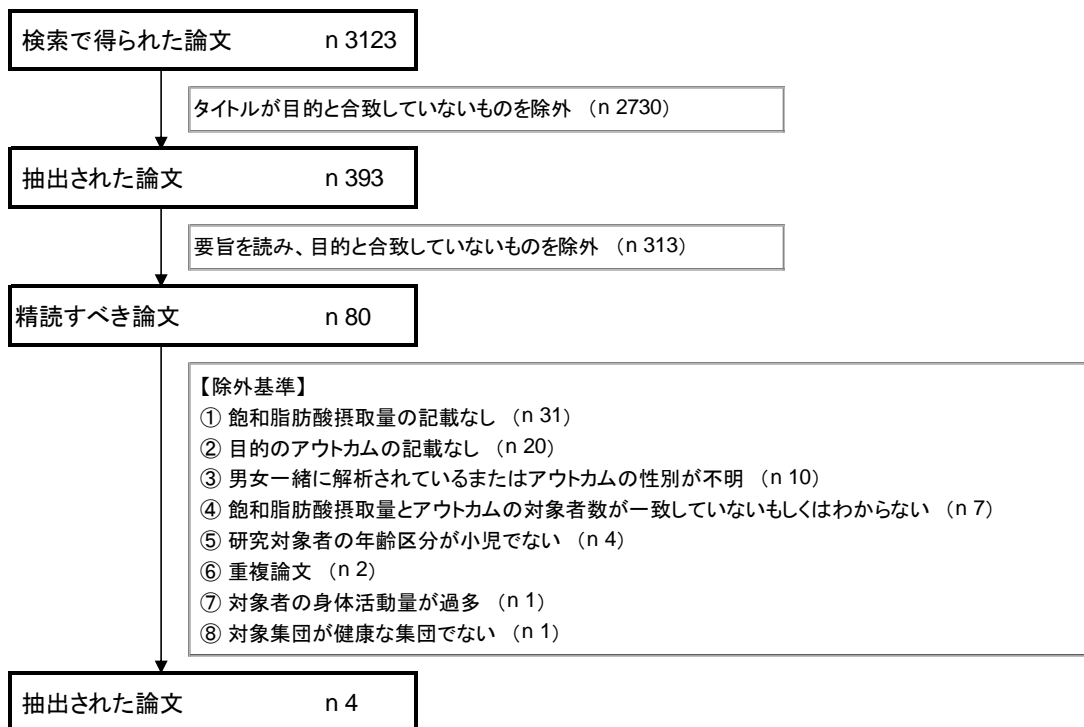 検索で得られた論文 n 3123
タイトルが目的と合致していないものを除外 （n 2730）
抽出された論文 n 393
要旨を読み、目的と合致していないものを除外 （n 313）
精読すべき論文 n 80
【除外基準】
① 飽和脂肪酸摂取量の記載なし （n 31）
② 目的のアウトカムの記載なし （n 20）
③ 男女一緒に解析されているまたはアウトカムの性別が不明 （n 10）
④ 飽和脂肪酸摂取量とアウトカムの対象者数が一致していないもしくはわからない （n 7）
⑤ 研究対象者の年齢区分が小児でない （n 4）
⑥ 重複論文 （n 2）
⑦ 対象者の身体活動量が過多 （n 1）
⑧ 対象集団が健康な集団でない （n 1）
抽出された論文 n 4